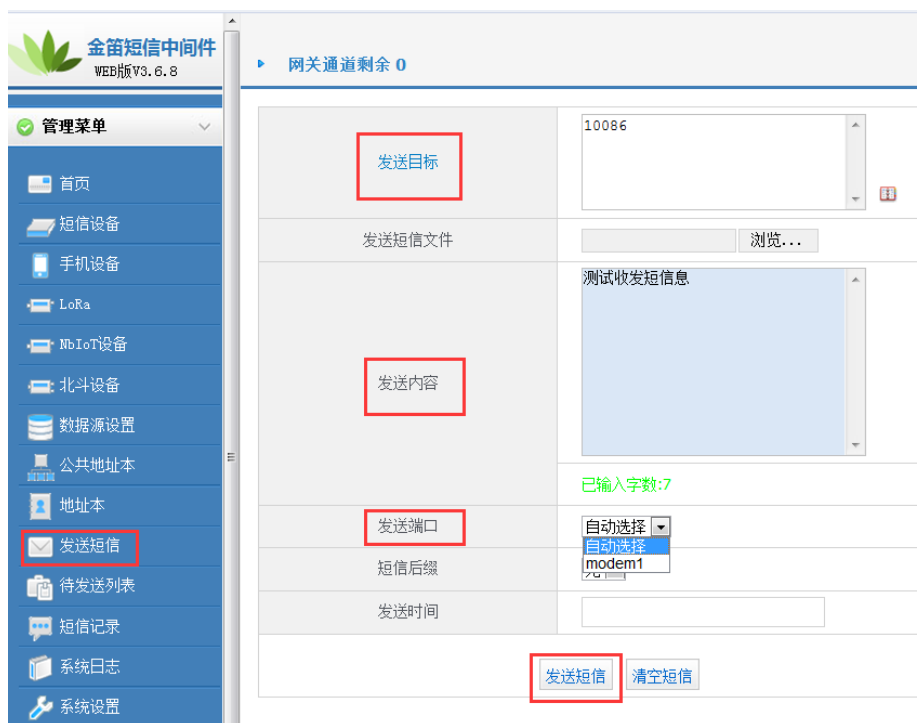 金笛短信中间件
WEB版V3.6.8
管理菜单
首页
短信设备
手机设备
LoRa
NbIoT设备
北斗设备
数据源设置
公共地址本
地址本
发送短信
待发送列表
短信记录
系统日志
系统设置
网关通道剩余 0
发送目标
10086
发送短信文件
浏览...
发送内容
测试收发短信息
已输入字数:7
发送端口
自动选择
自动选择
modem1
短信后缀
发送时间
发送短信 清空短信